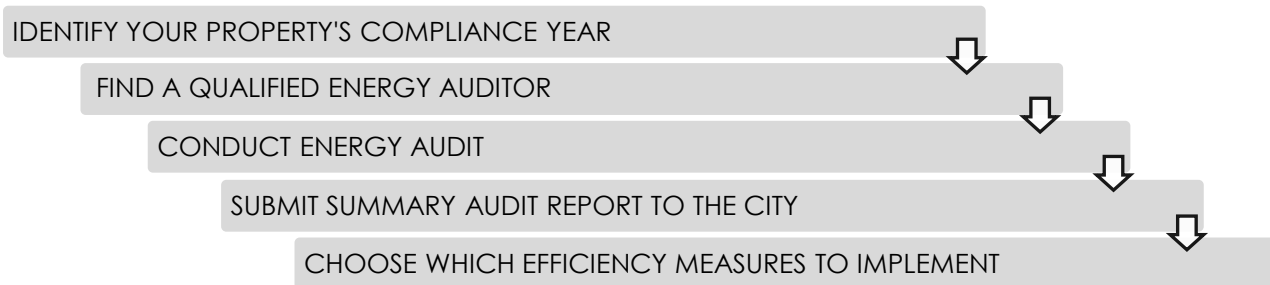 IDENTIFY YOUR PROPERTY'S COMPLIANCE YEAR
FIND A QUALIFIED ENERGY AUDITOR
CONDUCT ENERGY AUDIT
SUBMIT SUMMARY AUDIT REPORT TO THE CITY
CHOOSE WHICH EFFICIENCY MEASURES TO IMPLEMENT